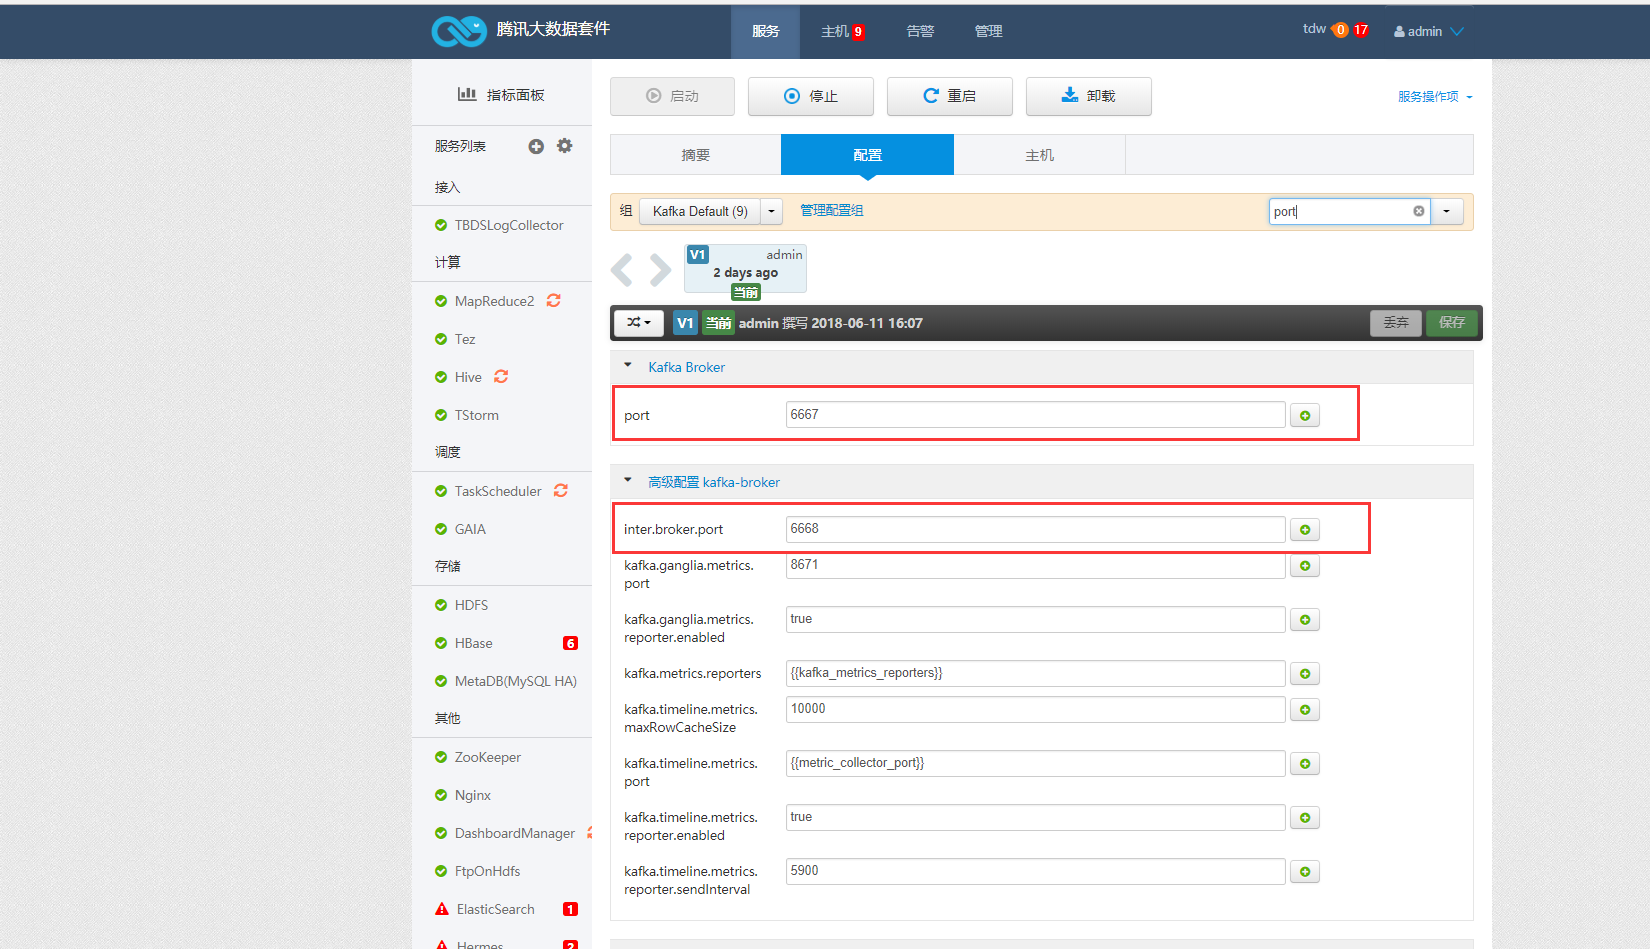 腾讯大数据套件
服务
主机 9
告警
管理
tdw 0 17
admin
指标面板
服务列表
接入
TBDSLogCollector
计算
MapReduce2
Tez
Hive
TStorm
调度
TaskScheduler
GAIA
存储
HDFS
HBase 6
MetaDB(MySQL HA)
其他
ZooKeeper
Nginx
DashboardManager
FtpOnHdfs
ElasticSearch 1
Hermes 2
启动
停止
重启
卸载
服务操作项
摘要
配置
主机
组 Kafka Default (9) 管理配置组 port
V1 admin
2 days ago
当前
V1 当前 admin 撰写 2018-06-11 16:07 丢弃 保存
Kafka Broker
port 6667
高级配置 kafka-broker
inter.broker.port 6668
kafka.ganglia.metrics. 8671
port
kafka.ganglia.metrics. true
reporter.enabled
kafka.metrics.reporters {{kafka_metrics_reporters}}
kafka.timeline.metrics. 10000
maxRowCacheSize
kafka.timeline.metrics. {{metric_collector_port}}
port
kafka.timeline.metrics. true
reporter.enabled
kafka.timeline.metrics. 5900
reporter.sendInterval